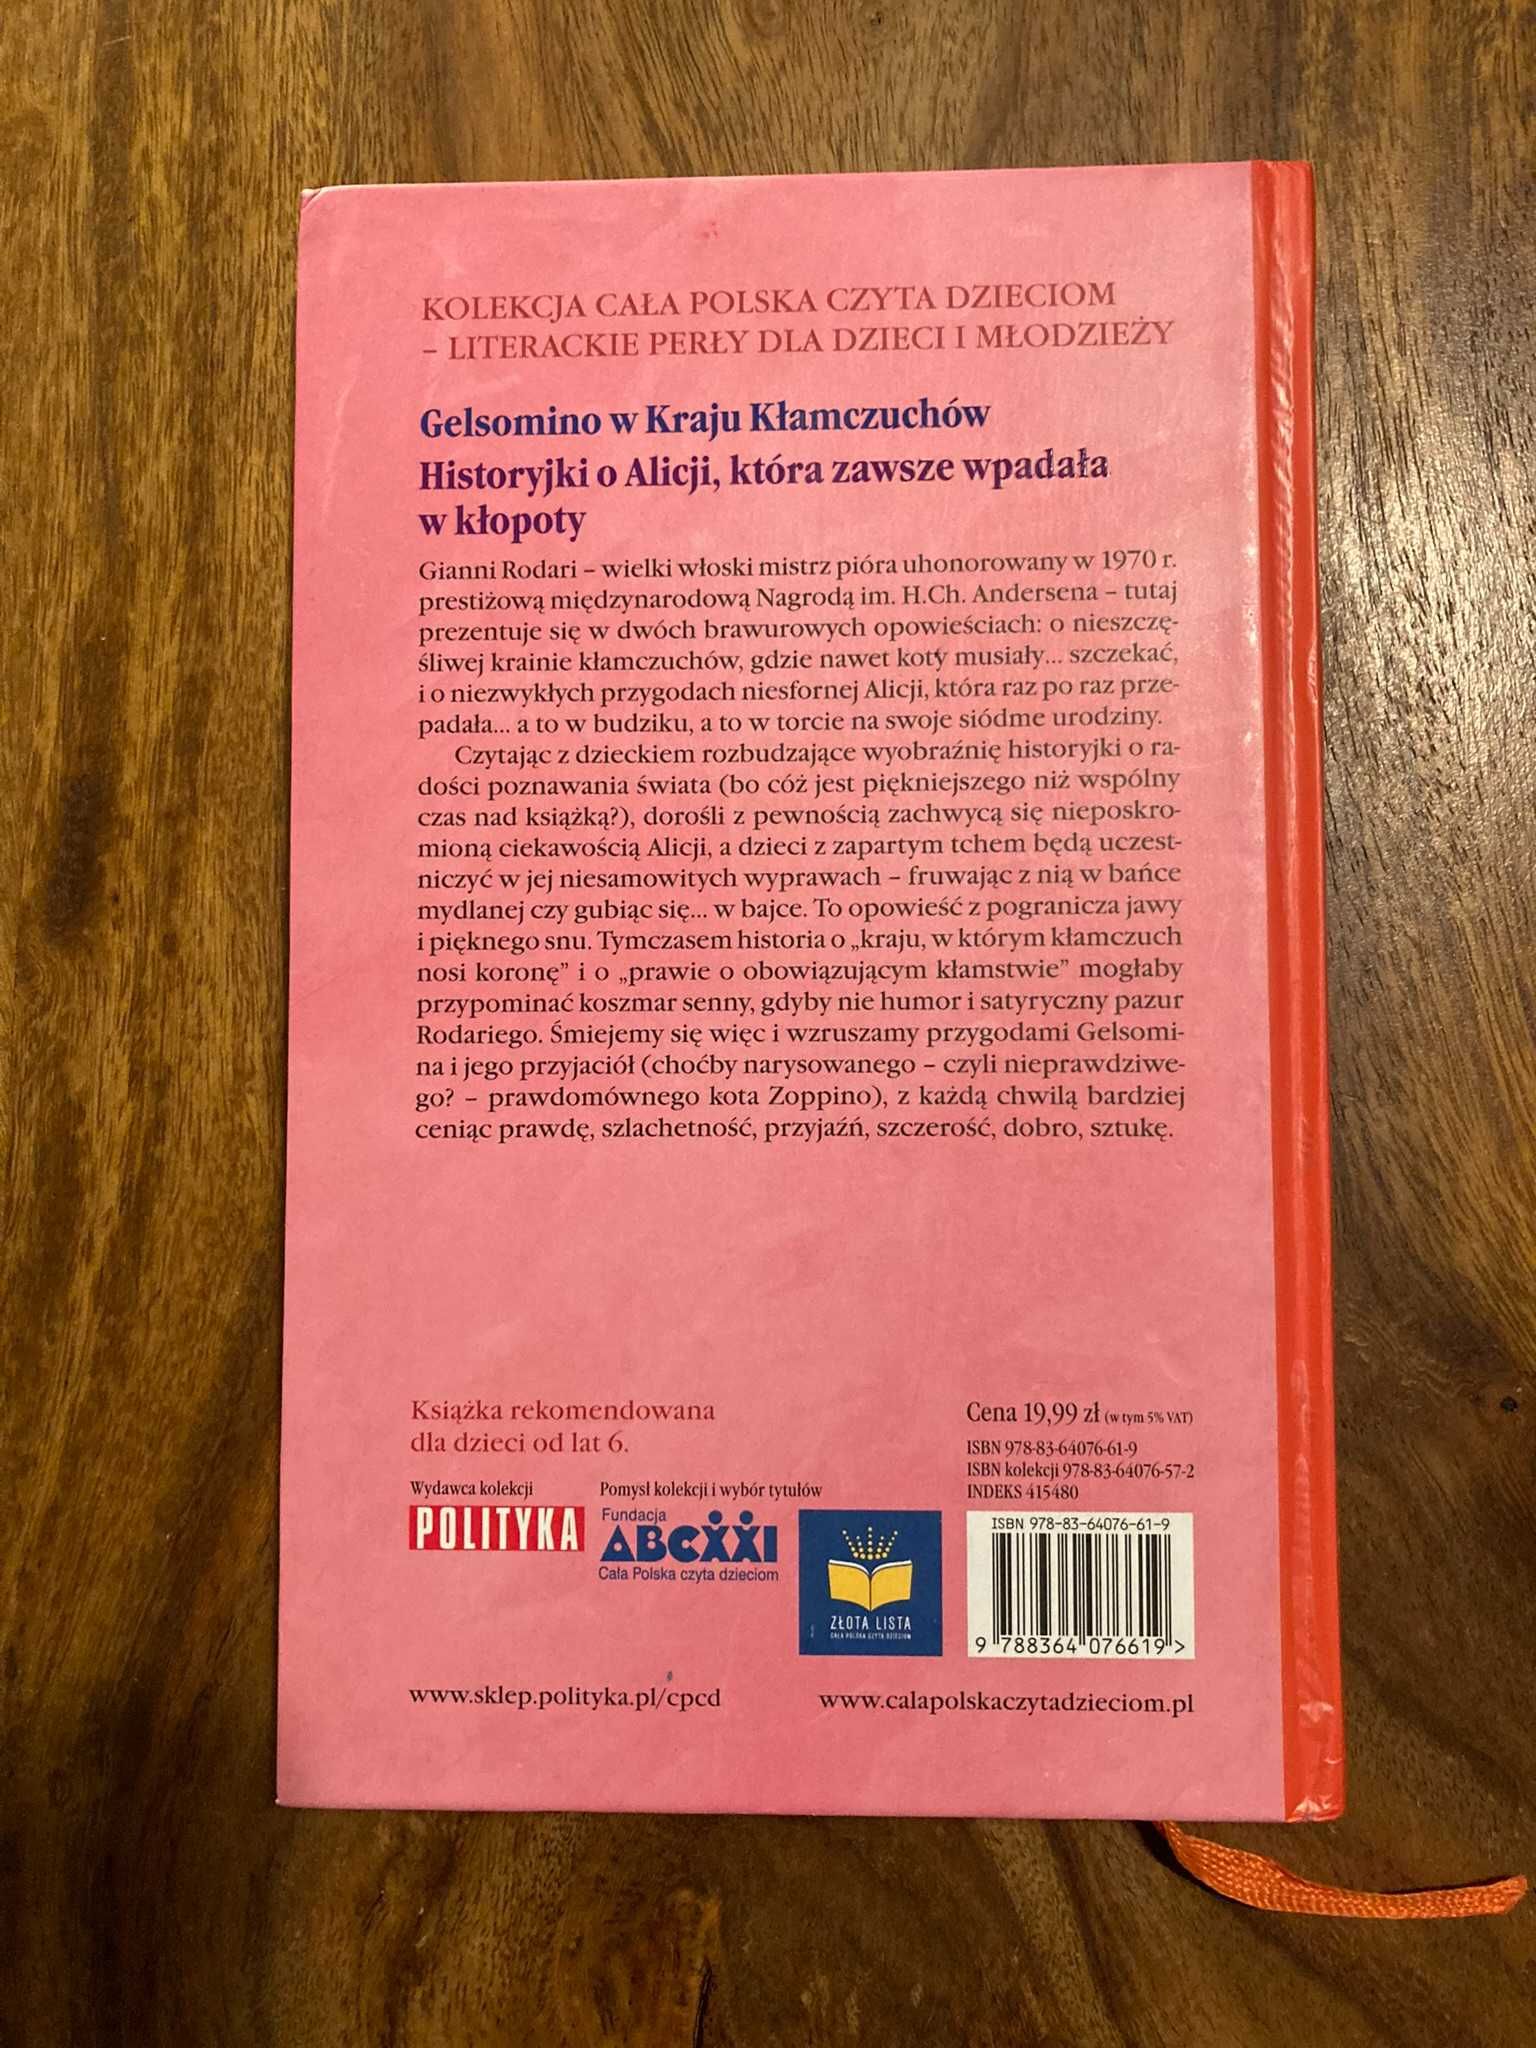 KOLEKCJA CAŁA POLSKA CZYTA DZIECIOM
– LITERACKIE PERŁY DLA DZIECI I MŁODZIEŻY
Gelsomino w Kraju Kłamczuchów
Historyjki o Alicji, która zawsze wpadała
w kłopoty
Gianni Rodari – wielki włoski mistrz pióra uhonorowany w 1970 r.
prestiżową międzynarodową Nagrodą im. H.Ch. Andersena – tutaj
prezentuje się w dwóch brawurowych opowieściach: o nieszczę-
śliwej krainie kłamczuchów, gdzie nawet koty musiały... szczekać,
i o niezwykłych przygodach niesfornej Alicji, która raz po raz prze-
padała... a to w budziku, a to w torcie na swoje siódme urodziny.
Czytając z dzieckiem rozbudzające wyobraźnię historyjki o ra-
dości poznawania świata (bo cóż jest piękniejszego niż wspólny
czas nad książką?), dorośli z pewnością zachwycą się nieposkro-
mioną ciekawością Alicji, a dzieci z zapartym tchem będą uczest-
niczyć w jej niesamowitych wyprawach – fruwając z nią w bańce
mydlanej czy gubiąc się... w bajce. To opowieść z pogranicza jawy
i pięknego snu. Tymczasem historia o „kraju, w którym kłamczuch
nosi koronę” i o „prawie o obowiązującym kłamstwie” mogłaby
przypominać koszmar senny, gdyby nie humor i satyryczny pazur
Rodariego. Śmiejemy się więc i wzruszamy przygodami Gelsomi-
na i jego przyjaciół (choćby narysowanego – czyli nieprawdziwe-
go? – prawdomównego kota Zoppino), z każdą chwilą bardziej
ceniąc prawdę, szlachetność, przyjaźń, szczerość, dobro, sztukę.
Książka rekomendowana
dla dzieci od lat 6.
Cena 19,99 zł (w tym 5% VAT)
ISBN 978-83-64076-61-9
ISBN kolekcji 978-83-64076-57-2
INDEKS 415480
Wydawca kolekcji
POLITYKA
Pomysł kolekcji i wybór tytułów
Fundacja
ABCXXI
Cała Polska czyta dzieciom
ZŁOTA LISTA
CAŁA POLSKA CZYTA DZIECIOM
ISBN 978-83-64076-61-9
9 788364 076619 >
www.sklep.polityka.pl/cpcd
www.calapolskaczytadzieciom.pl